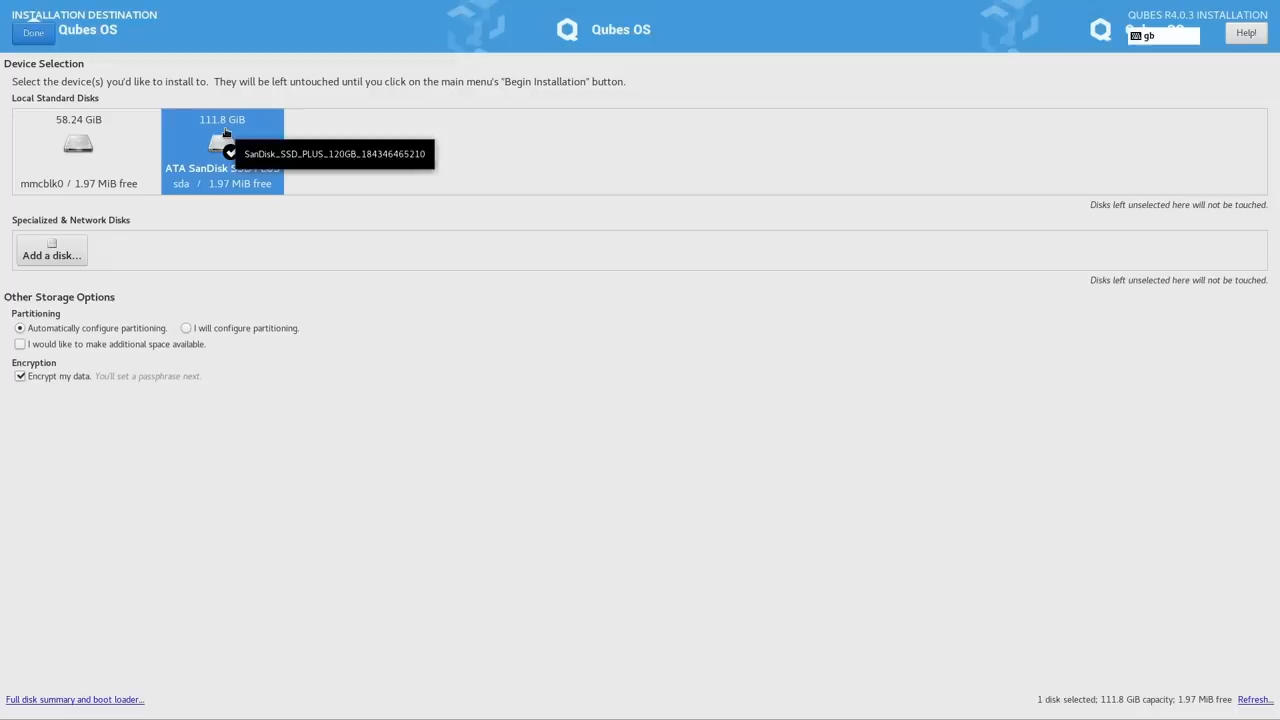 INSTALLATION DESTINATION
QUBES R4.0.3 INSTALLATION
Done
Qubes OS
Qubes OS
gb
Help!
Device Selection
Select the device(s) you'd like to install to. They will be left untouched until you click on the main menu's "Begin Installation" button.
Local Standard Disks
58.24 GiB
111.8 GiB
SanDisk_SSD_PLUS_120GB_184346465210
ATA SanDisk SSD PLUS
mmcblk0 / 1.97 MiB free
sda / 1.97 MiB free
Disks left unselected here will not be touched.
Specialized & Network Disks
Add a disk...
Disks left unselected here will not be touched.
Other Storage Options
Partitioning
Automatically configure partitioning. I will configure partitioning.
I would like to make additional space available.
Encryption
Encrypt my data. You'll set a passphrase next.
Full disk summary and boot loader...
1 disk selected; 111.8 GiB capacity; 1.97 MiB free Refresh...